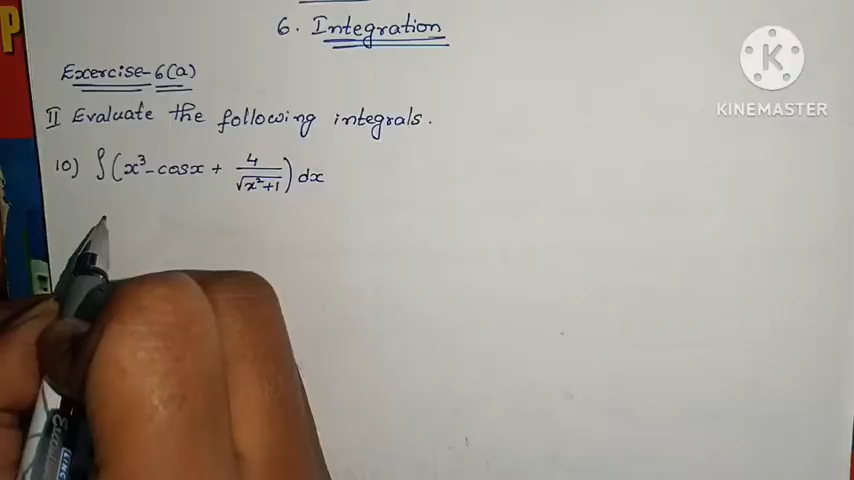 P
6. Integration
K
KINEMASTER
Exercise-6(a)
II Evaluate the following integrals.
10) ∫(x³-cosx + 4/√(x²+1)) dx